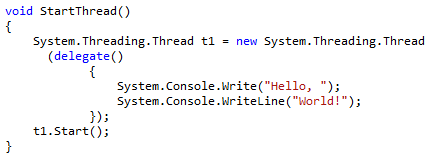 void StartThread()
{
    System.Threading.Thread t1 = new System.Threading.Thread
      (delegate()
            {
                System.Console.Write("Hello, ");
                System.Console.WriteLine("World!");
            });
    t1.Start();
}